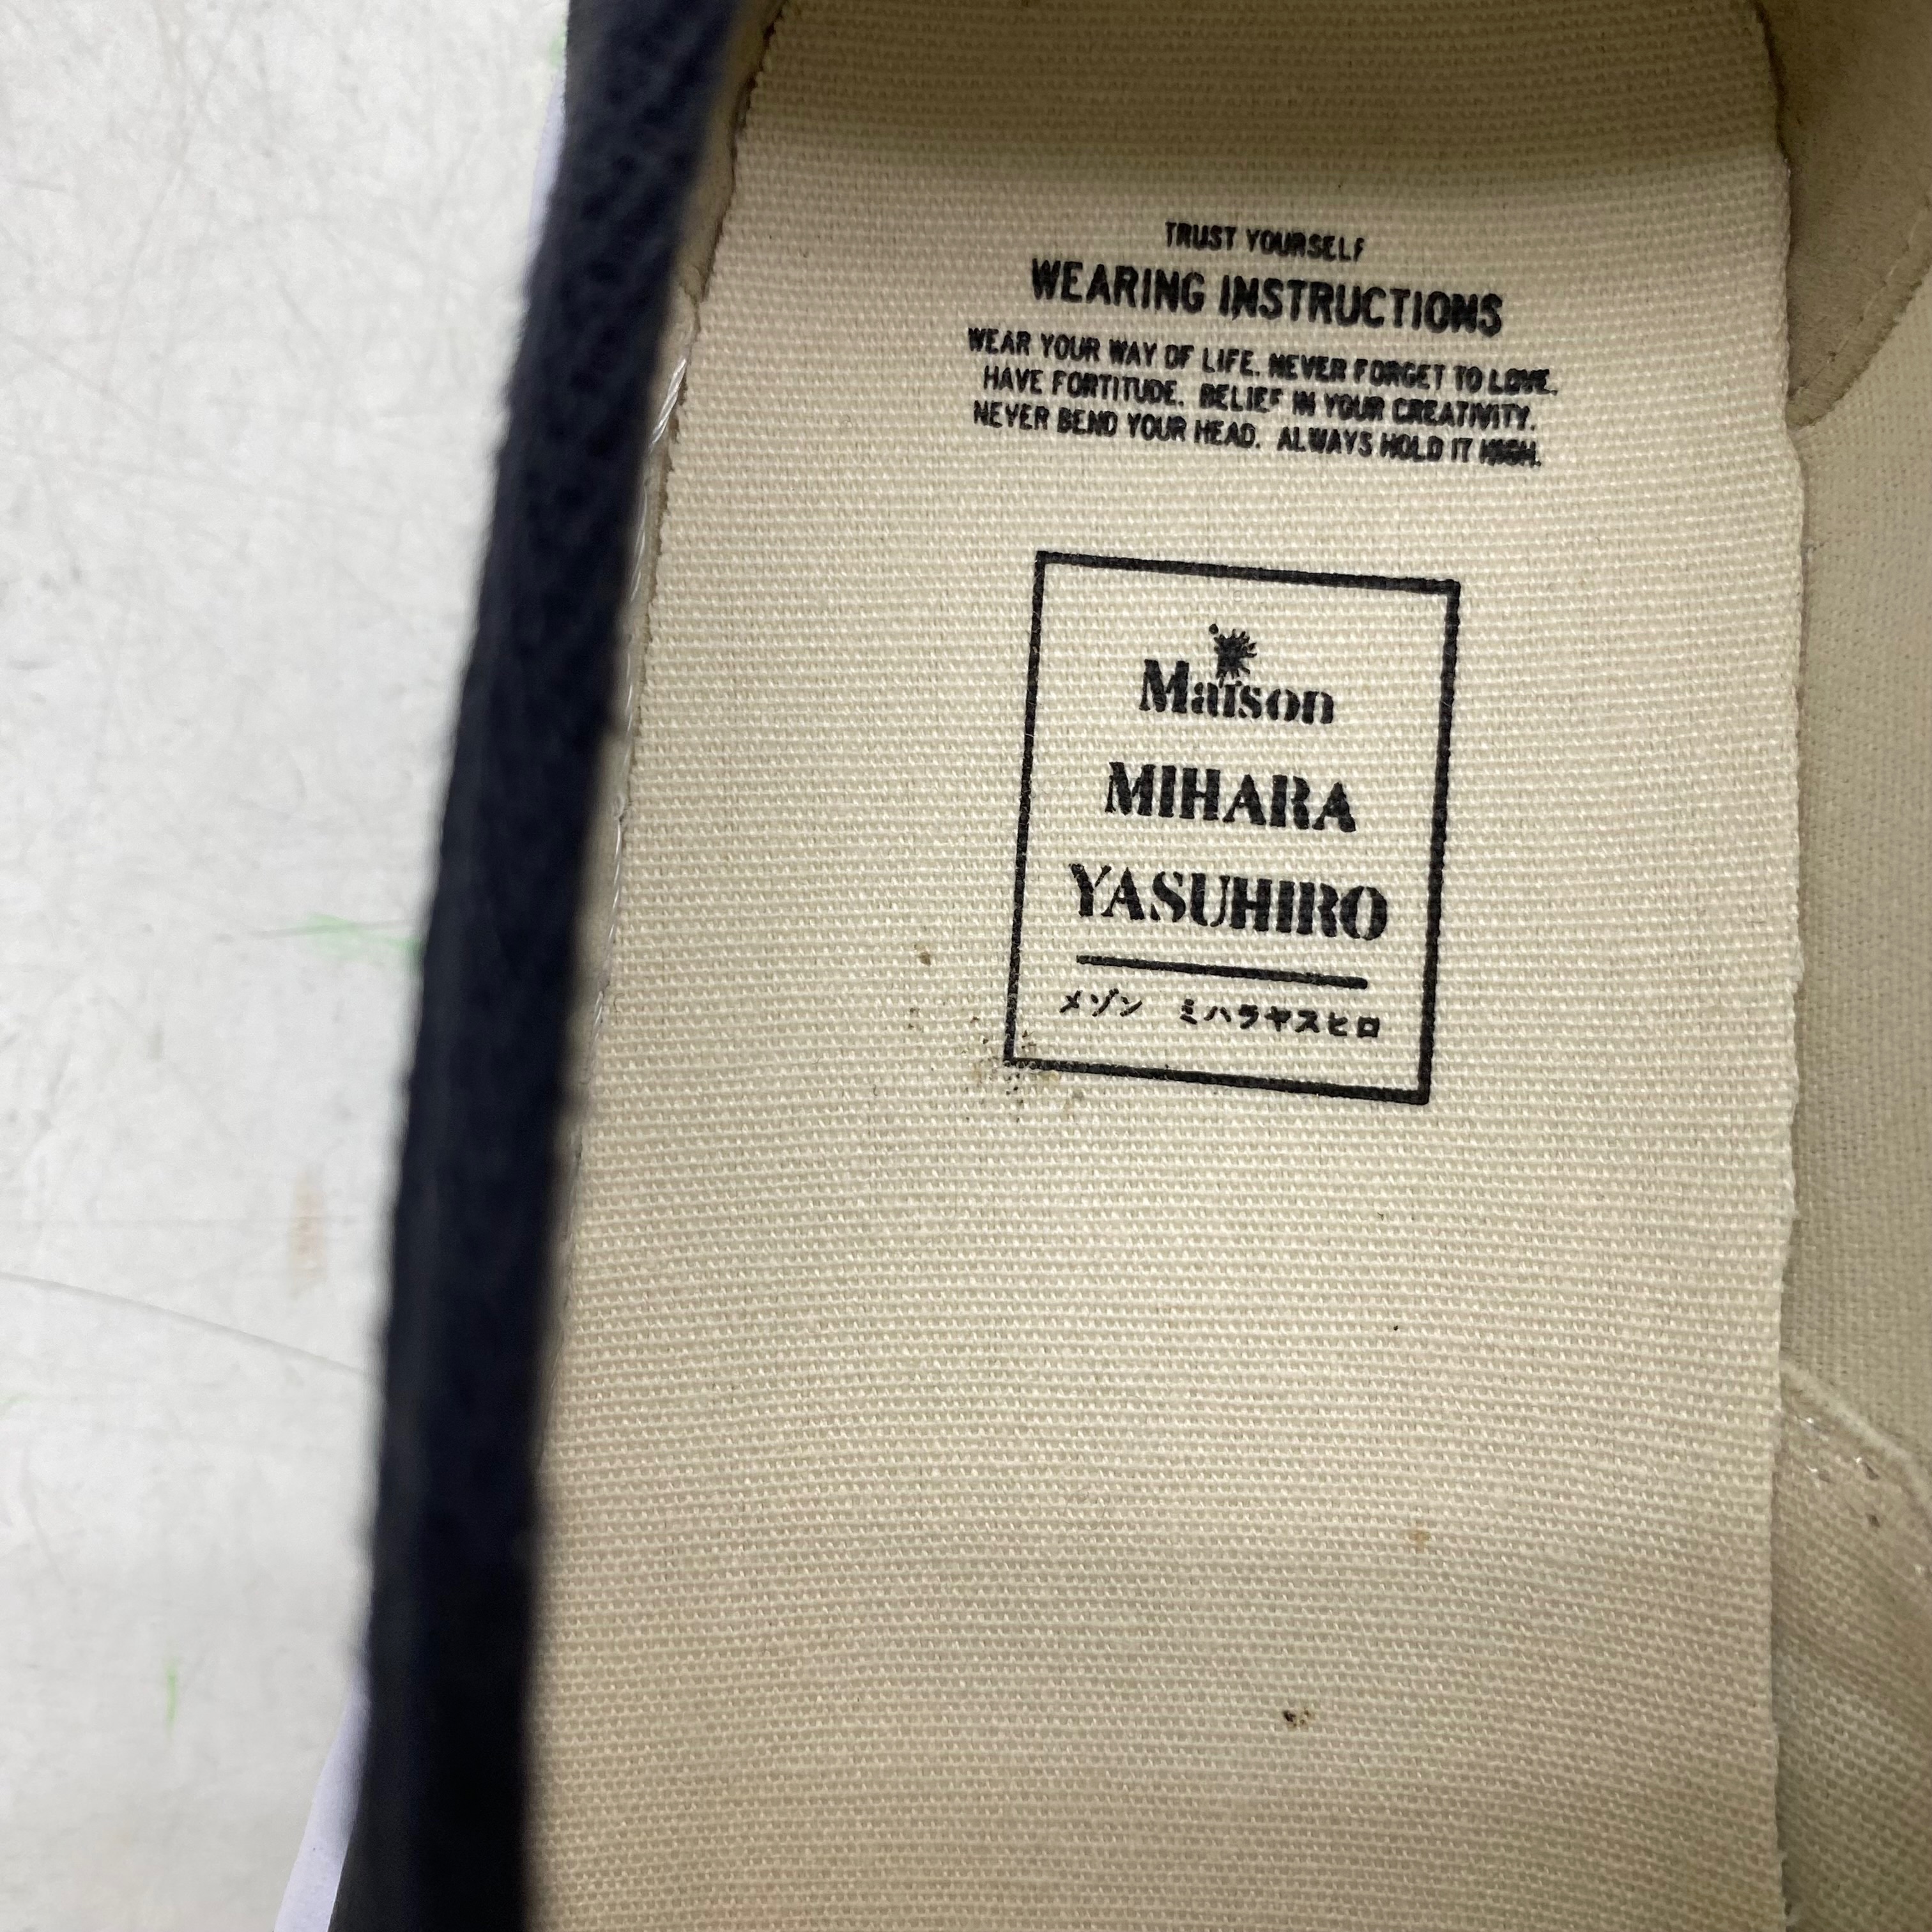 TRUST YOURSELF
WEARING INSTRUCTIONS
WEAR YOUR WAY OF LIFE. NEVER FORGET TO LOVE.
HAVE FORTITUDE. BELIEF IN YOUR CREATIVITY.
NEVER BEND YOUR HEAD. ALWAYS HOLD IT HIGH.
Maison
MIHARA
YASUHIRO
メゾン ミハラヤスヒロ